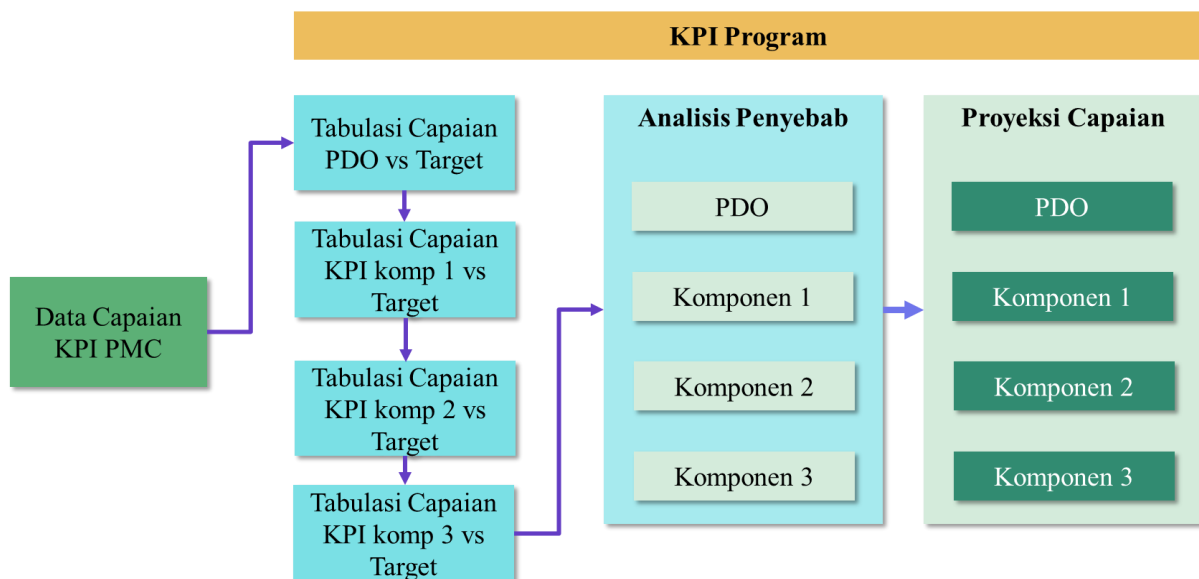 KPI Program
Data Capaian
KPI PMC
Tabulasi Capaian
PDO vs Target
Tabulasi Capaian
KPI komp 1 vs
Target
Tabulasi Capaian
KPI komp 2 vs
Target
Tabulasi Capaian
KPI komp 3 vs
Target
Analisis Penyebab
PDO
Komponen 1
Komponen 2
Komponen 3
Proyeksi Capaian
PDO
Komponen 1
Komponen 2
Komponen 3